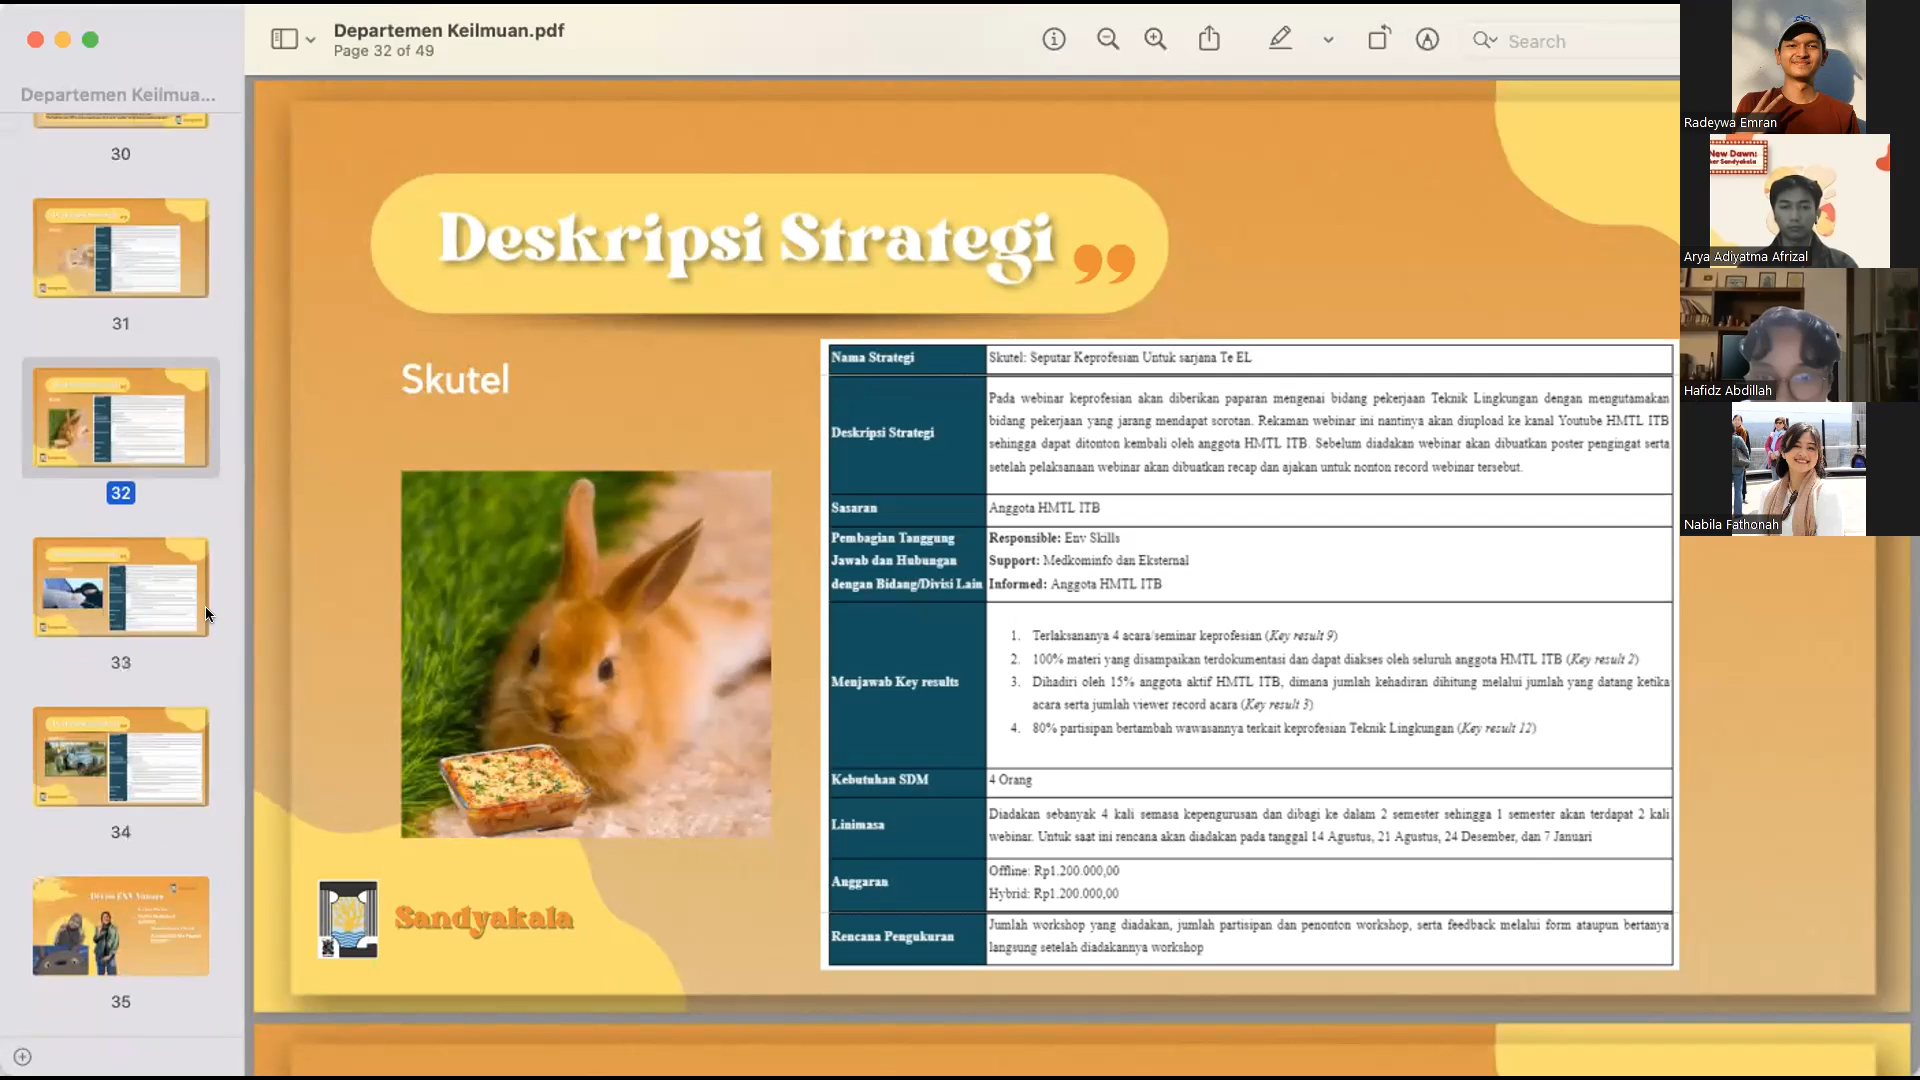 Departemen Keilmuan.pdf
Page 32 of 49
Search
Departemen Keilmua...
30
31
32
33
34
35
Deskripsi Strategi ”
Skutel
Nama Strategi
Skutel: Seputar Keprofesian Untuk sarjana Te EL
Deskripsi Strategi
Pada webinar keprofesian akan diberikan paparan mengenai bidang pekerjaan Teknik Lingkungan dengan mengutamakan
bidang pekerjaan yang jarang mendapat sorotan. Rekaman webinar ini nantinya akan diupload ke kanal Youtube HMTL ITB
sehingga dapat ditonton kembali oleh anggota HMTL ITB. Sebelum diadakan webinar akan dibuatkan poster pengingat serta
setelah pelaksanaan webinar akan dibuatkan recap dan ajakan untuk nonton record webinar tersebut.
Sasaran
Anggota HMTL ITB
Pembagian Tanggung
Jawab dan Hubungan
dengan Bidang/Divisi Lain
Responsible: Env Skills
Support: Medkominfo dan Eksternal
Informed: Anggota HMTL ITB
Menjawab Key results
1. Terlaksananya 4 acara/seminar keprofesian (Key result 9)
2. 100% materi yang disampaikan terdokumentasi dan dapat diakses oleh seluruh anggota HMTL ITB (Key result 2)
3. Dihadiri oleh 15% anggota aktif HMTL ITB, dimana jumlah kehadiran dihitung melalui jumlah yang datang ketika
acara serta jumlah viewer record acara (Key result 3)
4. 80% partisipan bertambah wawasannya terkait keprofesian Teknik Lingkungan (Key result 12)
Kebutuhan SDM
4 Orang
Linimasa
Diadakan sebanyak 4 kali semasa kepengurusan dan dibagi ke dalam 2 semester sehingga 1 semester akan terdapat 2 kali
webinar. Untuk saat ini rencana akan diadakan pada tanggal 14 Agustus, 21 Agustus, 24 Desember, dan 7 Januari
Anggaran
Offline: Rp1.200.000,00
Hybrid: Rp1.200.000,00
Rencana Pengukuran
Jumlah workshop yang diadakan, jumlah partisipan dan penonton workshop, serta feedback melalui form ataupun bertanya
langsung setelah diadakannya workshop
Sandyakala
Radeywa Emran
New Dawn:
Arya Adiyatma Afrizal
Hafidz Abdillah
Nabila Fathonah